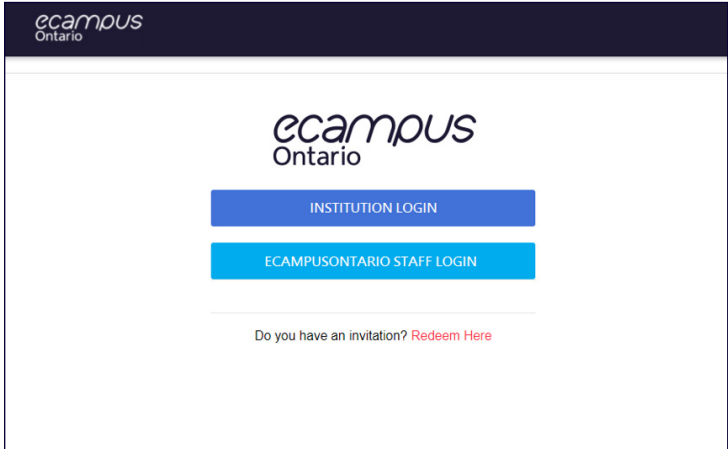 ecampus
Ontario
ecampus
Ontario
INSTITUTION LOGIN
ECAMPUSONTARIO STAFF LOGIN
Do you have an invitation? Redeem Here